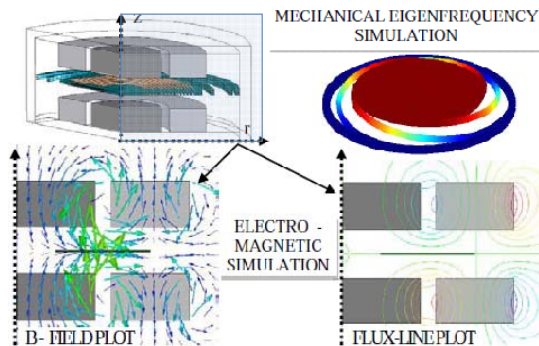 Z
MECHANICAL EIGENFREQUENCY
SIMULATION
r
ELECTRO -
MAGNETIC
SIMULATION
B- FIELD PLOT
FLUX-LINE PLOT